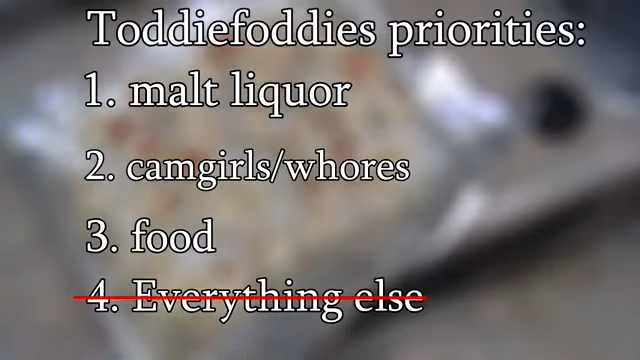 Toddiefoddies priorities:
1. malt liquor
2. camgirls/whores
3. food
4. Everything else